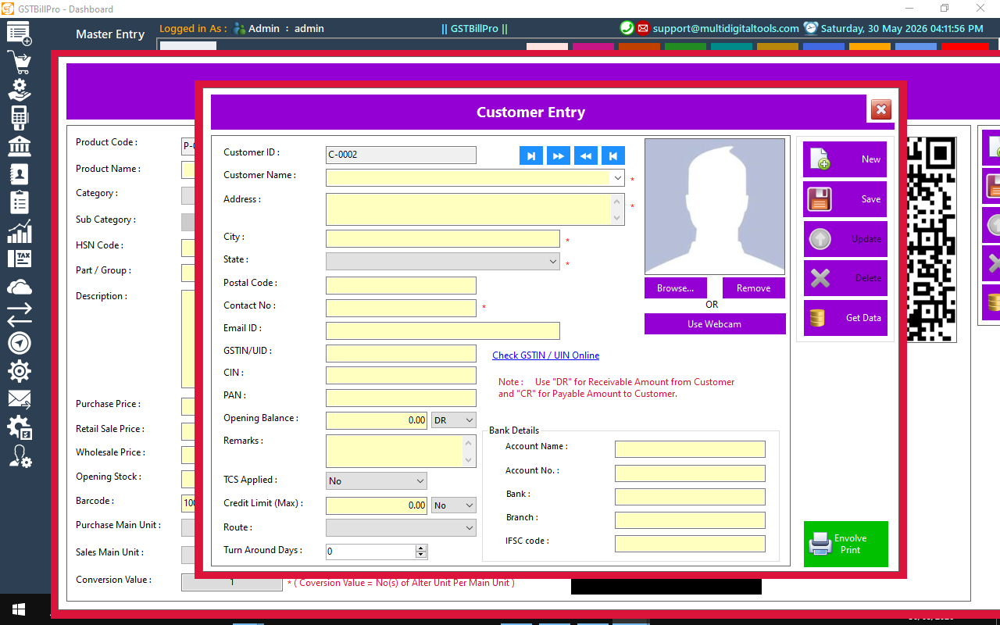 GSTBillPro - Dashboard
Master Entry
Logged in As : Admin : admin
|| GSTBillPro ||
support@multidigitaltools.com
Saturday, 30 May 2026 04:11:56 PM
Customer Entry
Product Code :
Product Name :
Category :
Sub Category :
HSN Code :
Part / Group :
Description :
Purchase Price :
Retail Sale Price :
Wholesale Price :
Opening Stock :
Barcode :
Purchase Main Unit :
Sales Main Unit :
Conversion Value :
1
* ( Coversion Value = No(s) of Alter Unit Per Main Unit )
TAX
Customer ID :
C-0002
Customer Name :
*
Address :
*
City :
*
State :
*
Postal Code :
Contact No :
*
Email ID :
GSTIN/UID :
Check GSTIN / UIN Online
CIN :
PAN :
Note : Use "DR" for Receivable Amount from Customer
and "CR" for Payable Amount to Customer.
Opening Balance :
0.00
DR
Remarks :
TCS Applied :
No
Credit Limit (Max) :
0.00
No
Route :
Turn Around Days :
0
Bank Details
Account Name :
Account No. :
Bank :
Branch :
IFSC code :
Browse...
Remove
OR
Use Webcam
New
Save
Update
Delete
Get Data
Envolve
Print